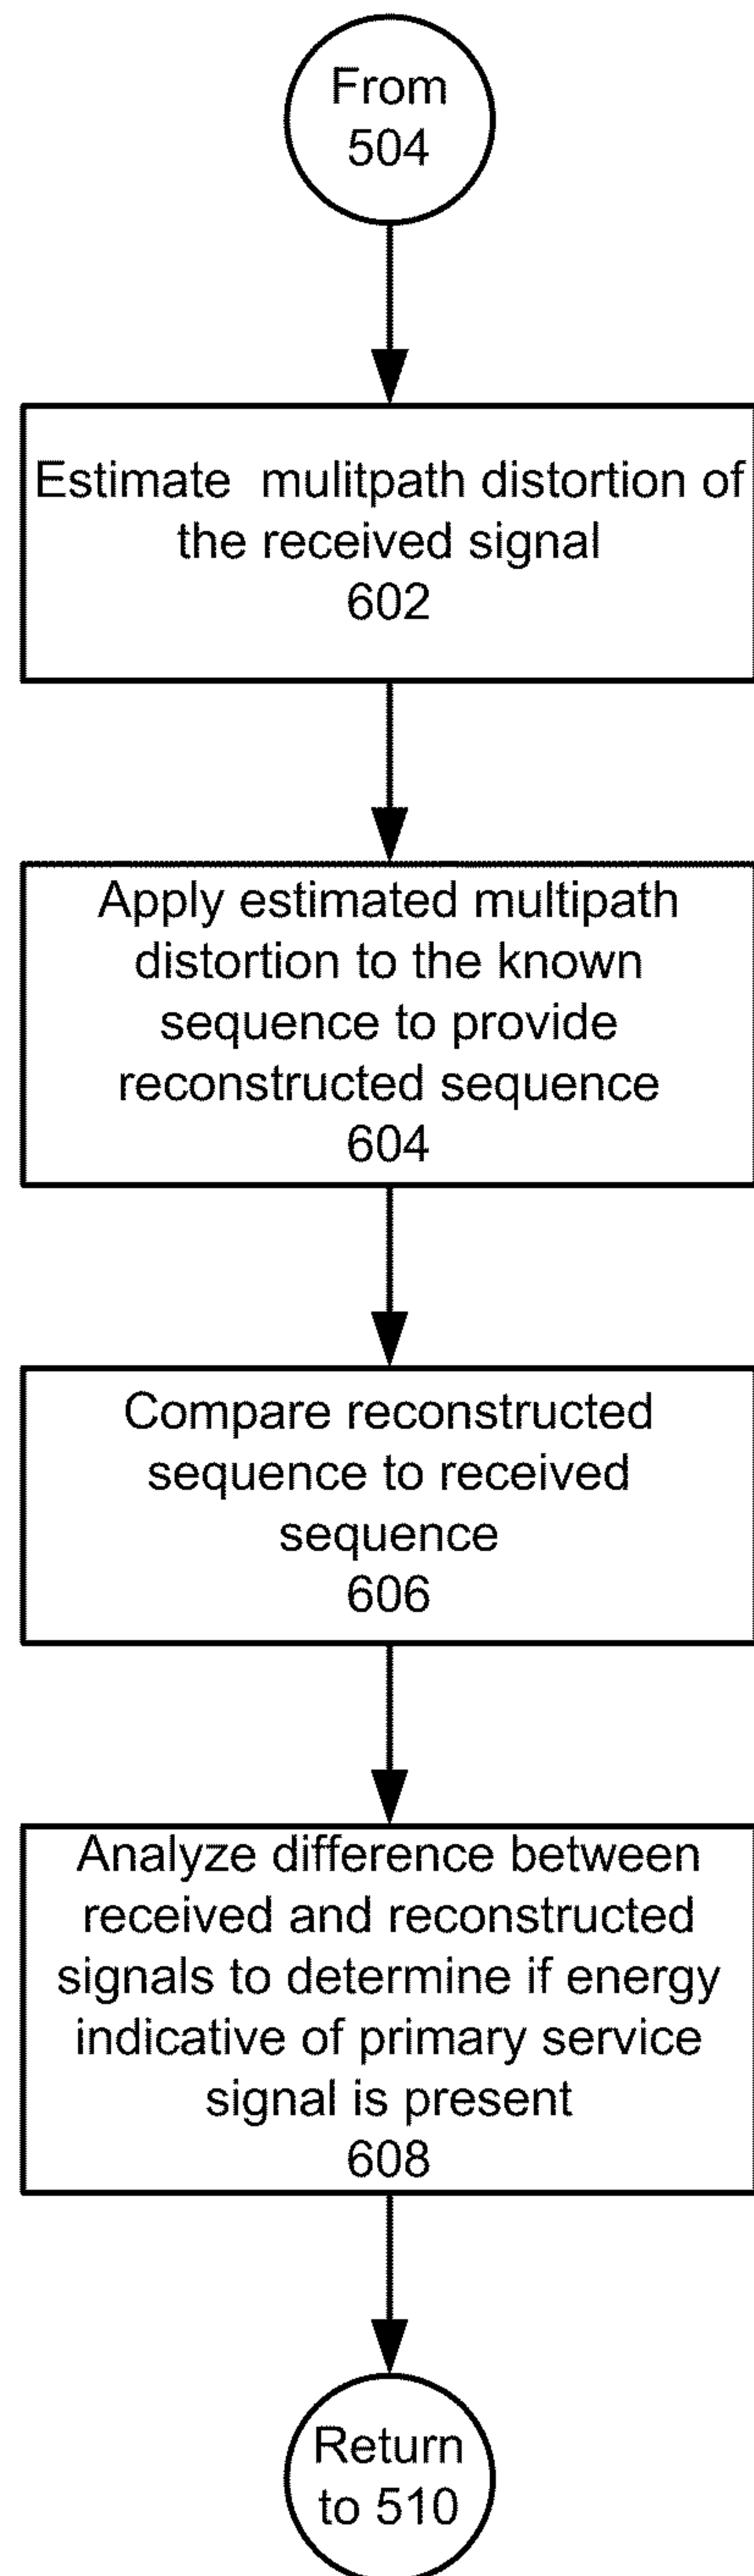 From
504
Estimate  mulitpath distortion of
the received signal
602
Apply estimated multipath
distortion to the known
sequence to provide
reconstructed sequence
604
Compare reconstructed
sequence to received
sequence
606
Analyze difference between
received and reconstructed
signals to determine if energy
indicative of primary service
signal is present
608
Return
to 510